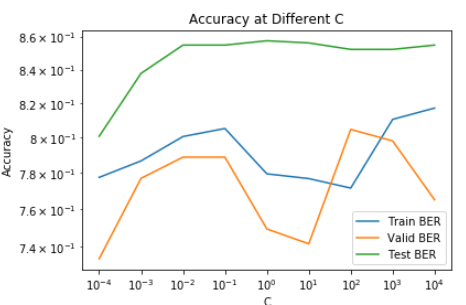 Accuracy at Different C
8.6 × 10⁻¹
8.4 × 10⁻¹
8.2 × 10⁻¹
8 × 10⁻¹
7.8 × 10⁻¹
7.6 × 10⁻¹
7.4 × 10⁻¹
Accuracy
Train BER
Valid BER
Test BER
10⁻⁴ 10⁻³ 10⁻² 10⁻¹ 10⁰ 10¹ 10² 10³ 10⁴
C